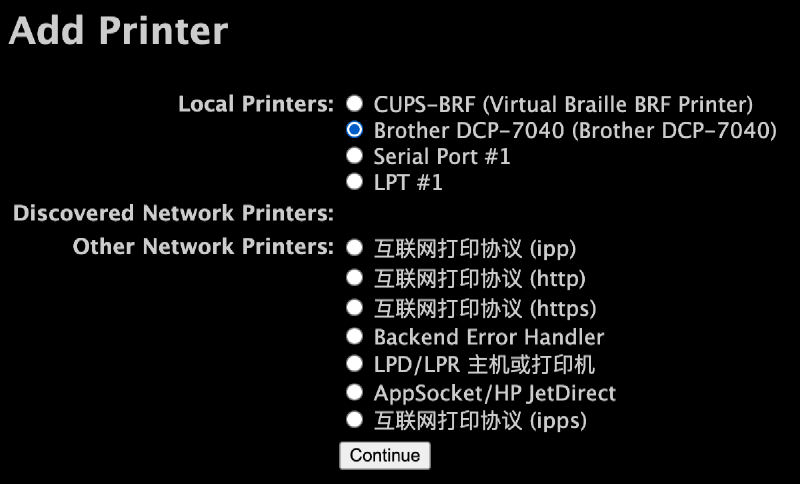 Add Printer
Local Printers: CUPS-BRF (Virtual Braille BRF Printer)
Brother DCP-7040 (Brother DCP-7040)
Serial Port #1
LPT #1
Discovered Network Printers:
Other Network Printers: 互联网打印协议 (ipp)
互联网打印协议 (http)
互联网打印协议 (https)
Backend Error Handler
LPD/LPR 主机或打印机
AppSocket/HP JetDirect
互联网打印协议 (ipps)
Continue